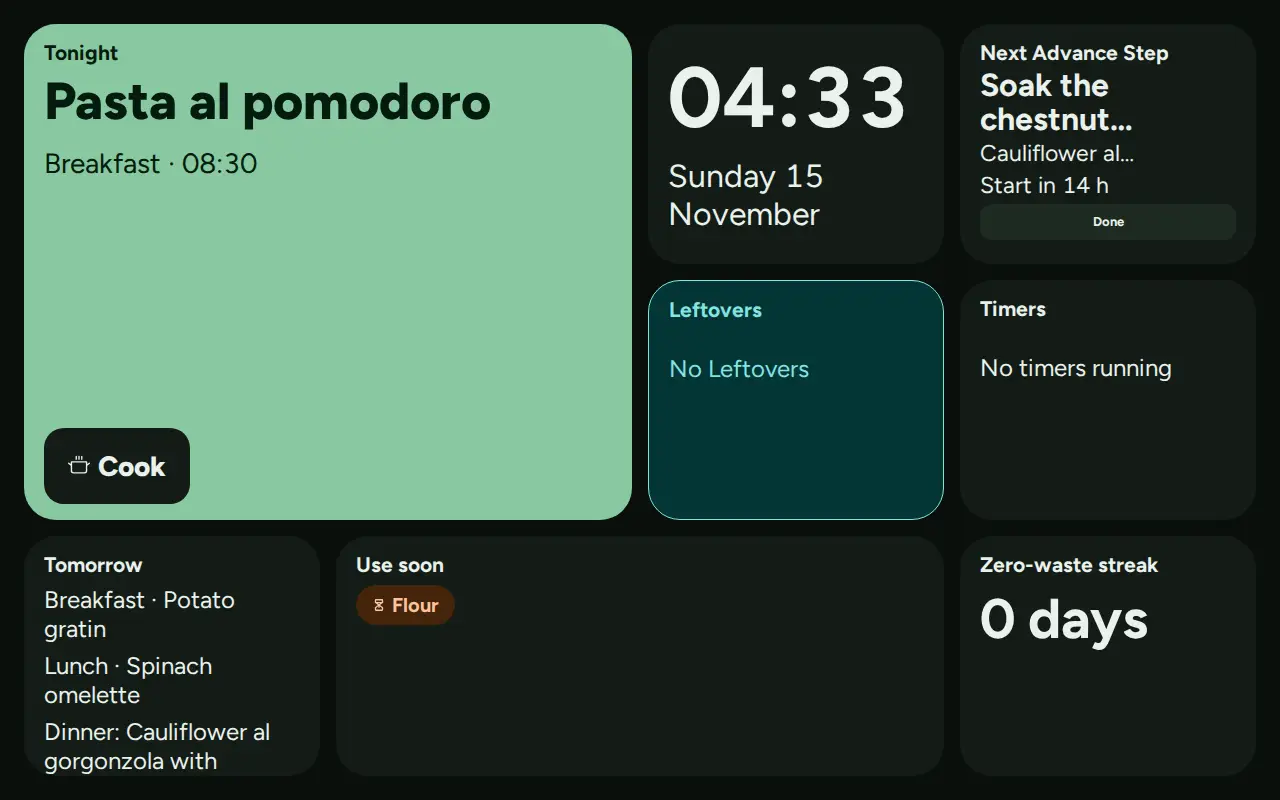 Tonight
Pasta al pomodoro
Breakfast · 08:30
Cook
04:33
Sunday 15
November
Next Advance Step
Soak the
chestnut...
Cauliflower al...
Start in 14 h
Done
Leftovers
No Leftovers
Timers
No timers running
Tomorrow
Breakfast · Potato
gratin
Lunch · Spinach
omelette
Dinner: Cauliflower al
gorgonzola with
Use soon
Flour
Zero-waste streak
0 days